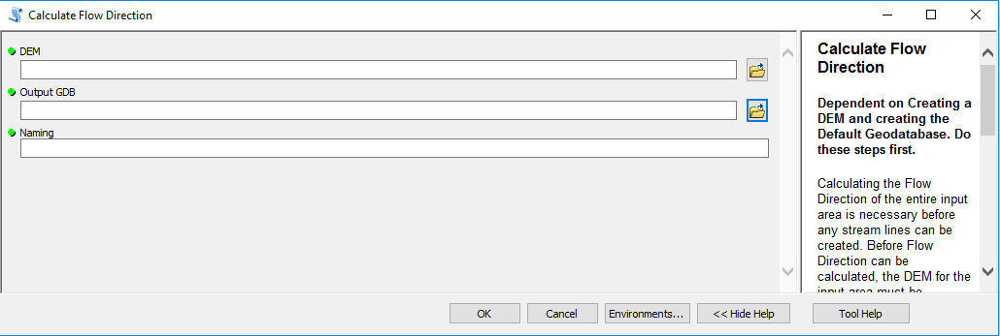 Calculate Flow Direction
DEM
Output GDB
Naming
OK
Cancel
Environments...
<< Hide Help
Calculate Flow
Direction
Dependent on Creating a
DEM and creating the
Default Geodatabase. Do
these steps first.
Calculating the Flow
Direction of the entire input
area is necessary before
any stream lines can be
created. Before Flow
Direction can be
calculated, the DEM for the
input area must be
Tool Help